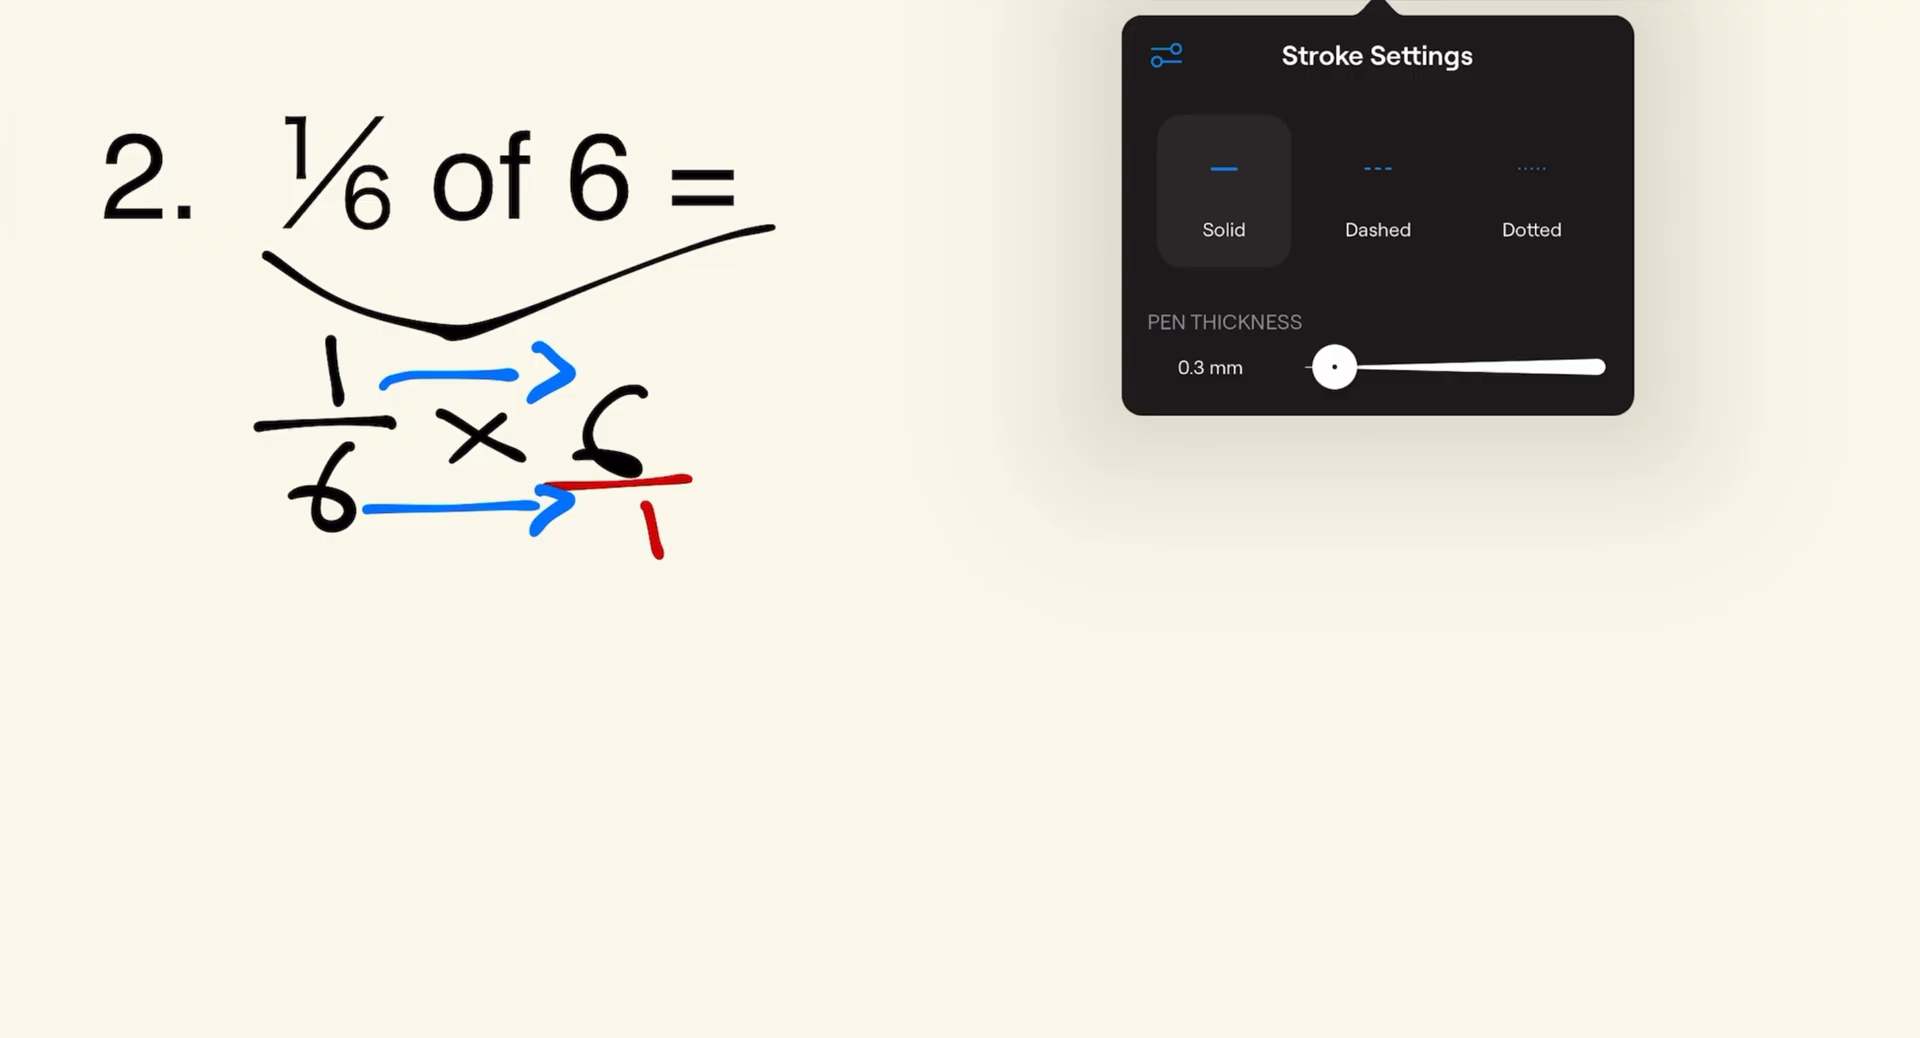 2. ⅙ of 6 =
1/6 × 6/1
Stroke Settings
Solid Dashed Dotted
PEN THICKNESS
0.3 mm